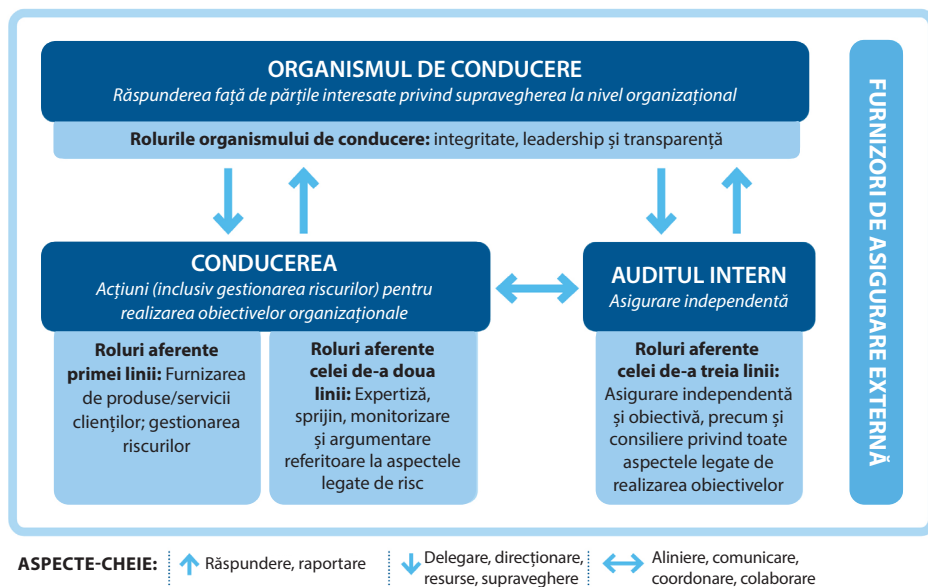 ORGANISMUL DE CONDUCERE
Răspunderea față de părțile interesate privind supravegherea la nivel organizațional
Rolurile organismului de conducere: integritate, leadership și transparență
CONDUCEREA
Acțiuni (inclusiv gestionarea riscurilor) pentru
realizarea obiectivelor organizaționale
Roluri aferente
primei linii: Furnizarea
de produse/servicii
clienților; gestionarea
riscurilor
Roluri aferente
celei de-a doua
linii: Expertiză,
sprijin, monitorizare
și argumentare
referitoare la aspectele
legate de risc
AUDITUL INTERN
Asigurare independentă
Roluri aferente
celei de-a treia linii:
Asigurare independentă
și obiectivă, precum și
consiliere privind toate
aspectele legate de
realizarea obiectivelor
FURNIZORI DE ASIGURARE EXTERNĂ
ASPECTE-CHEIE:
Răspundere, raportare
Delegare, direcționare,
resurse, supraveghere
Aliniere, comunicare,
coordonare, colaborare